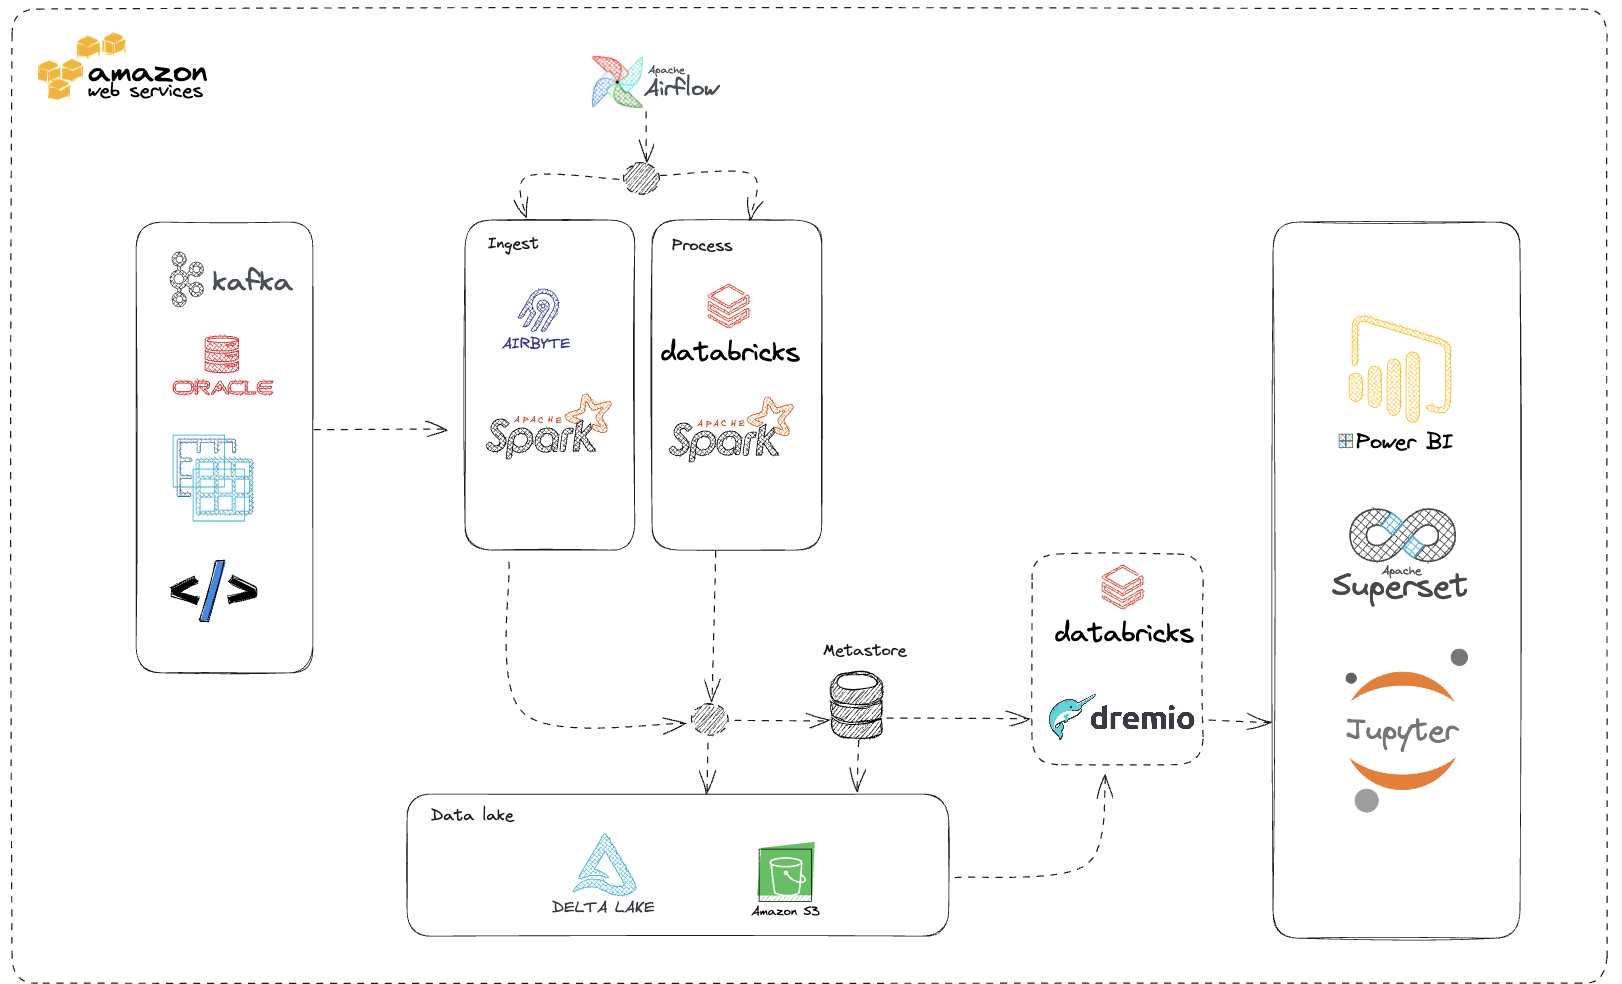 amazon
web services
Apache
Airflow
kafka
ORACLE
</>
Ingest
AIRBYTE
APACHE
Spark
Process
databricks
APACHE
Spark
Metastore
Data lake
DELTA LAKE
Amazon S3
databricks
dremio
Power BI
Apache
Superset
Jupyter